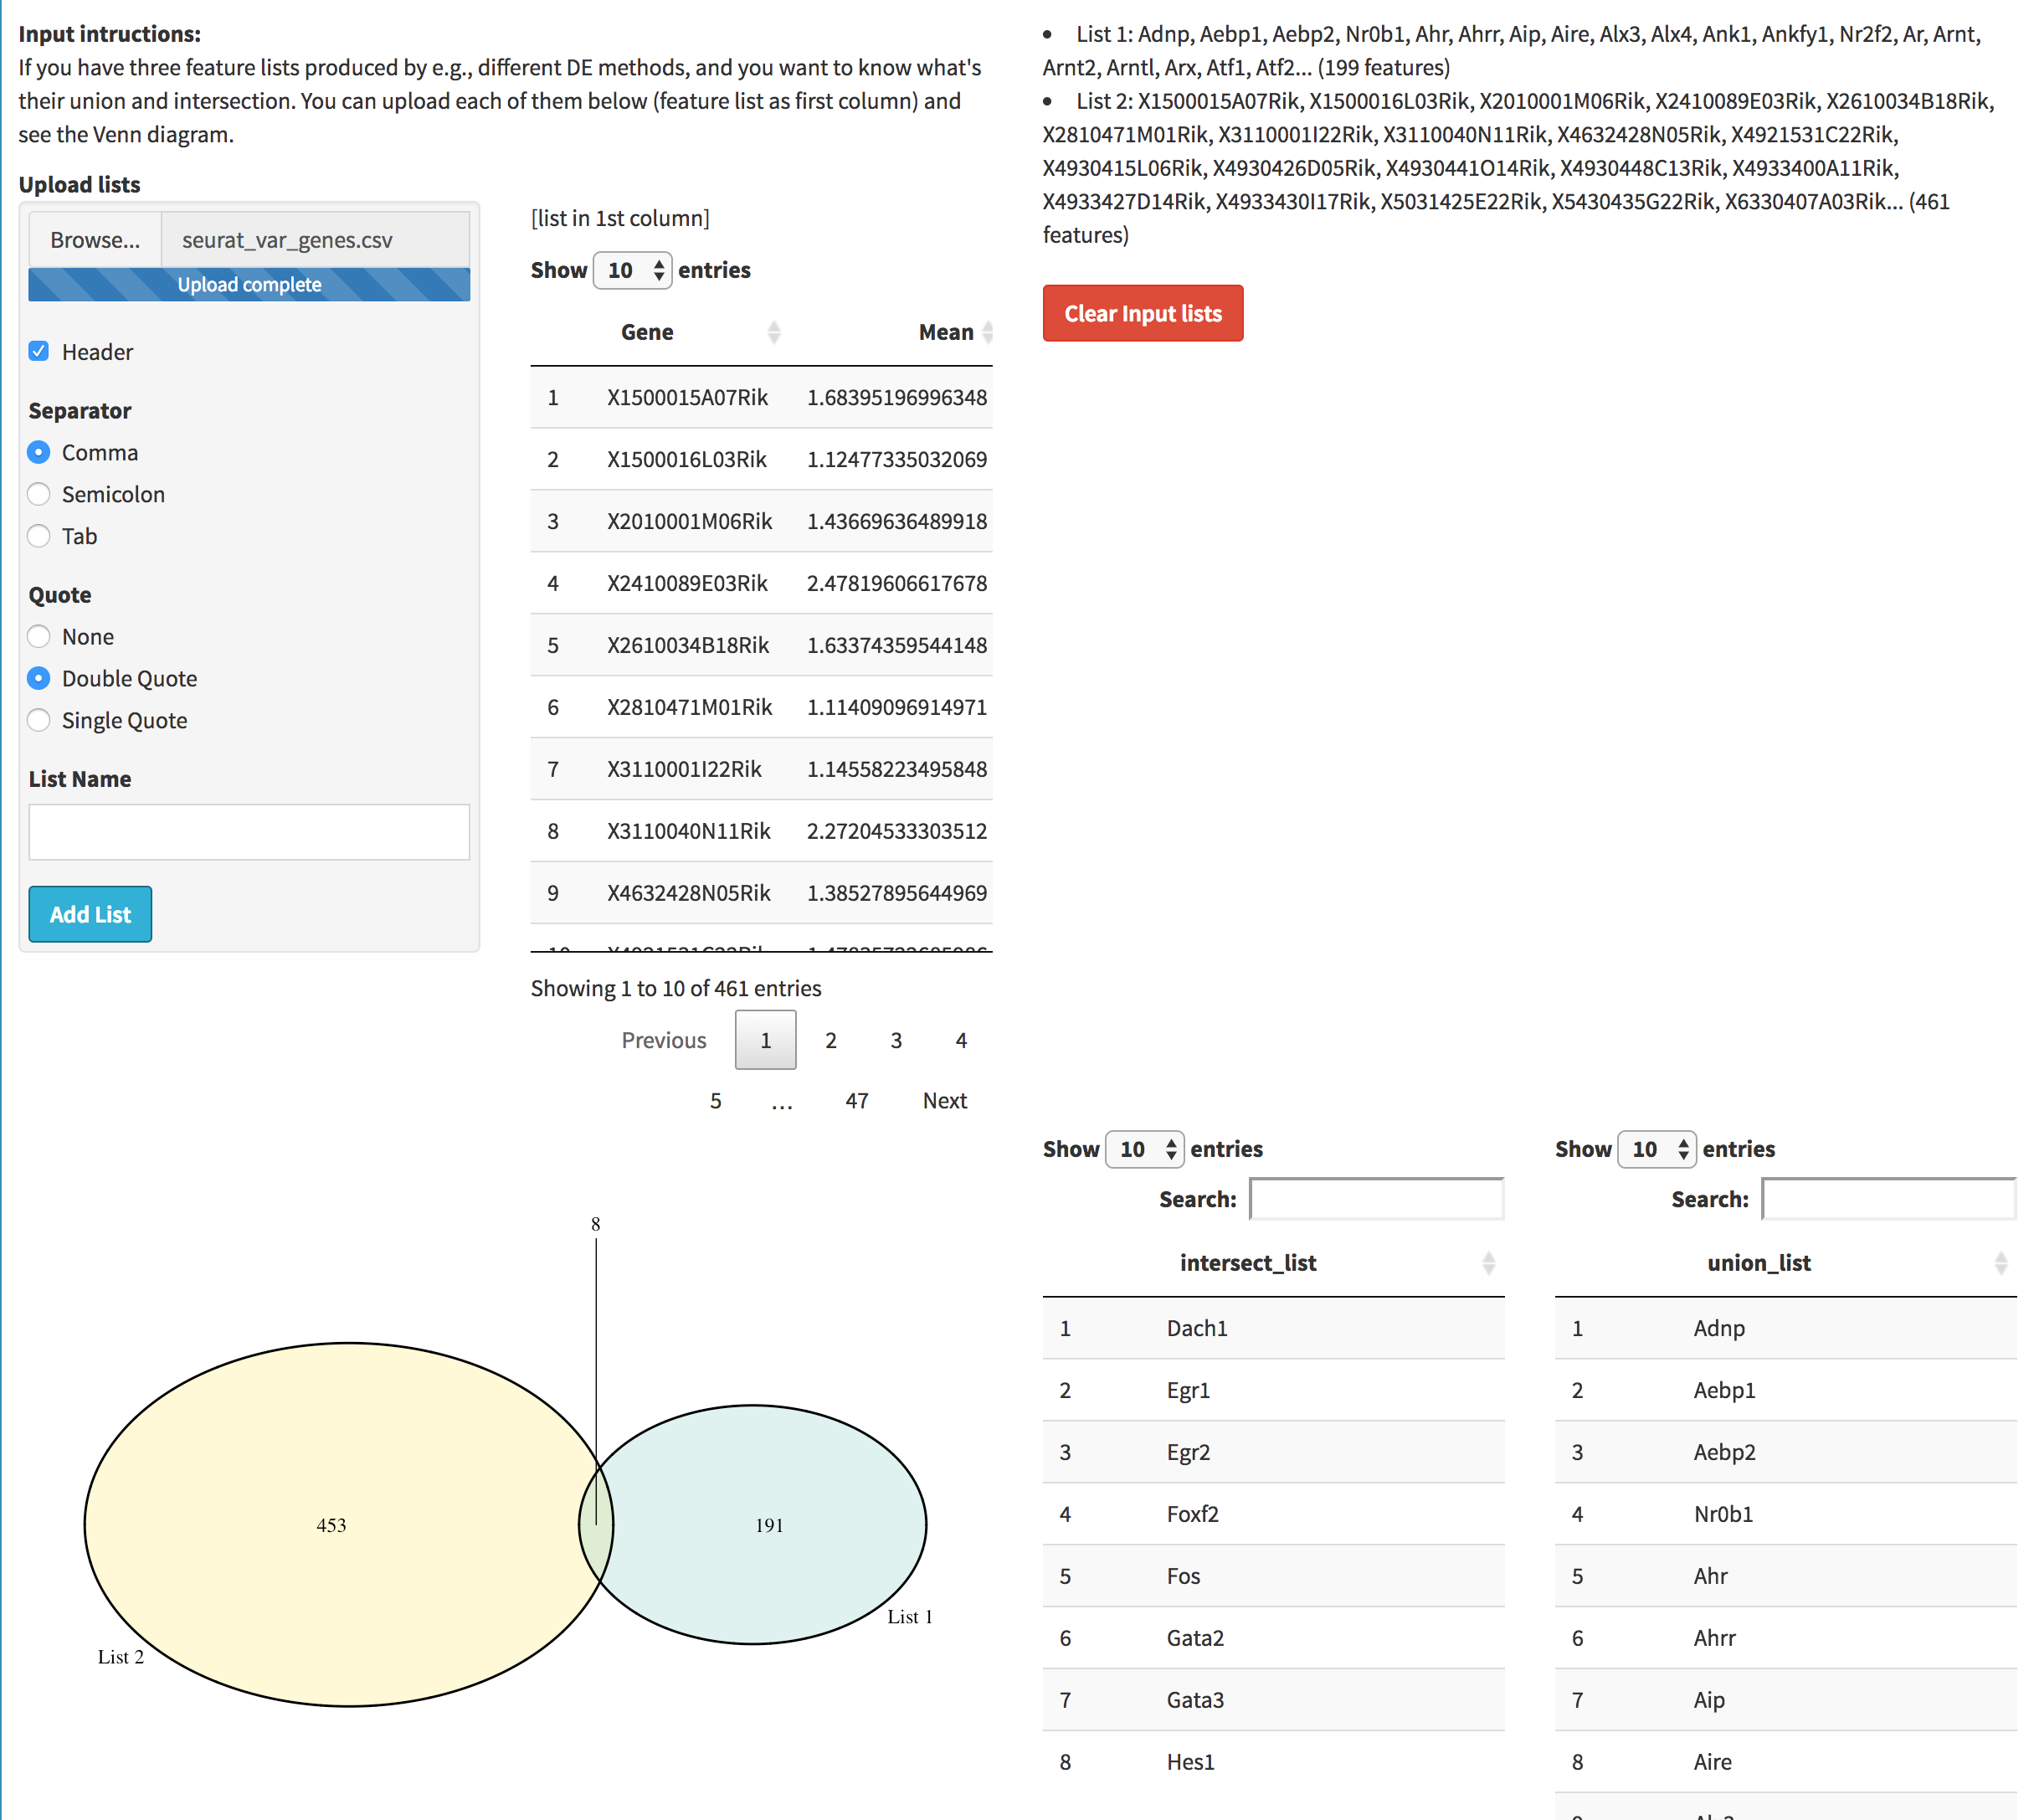 Input intructions:
If you have three feature lists produced by e.g., different DE methods, and you want to know what's
their union and intersection. You can upload each of them below (feature list as first column) and
see the Venn diagram.
Upload lists
Browse... seurat_var_genes.csv
Upload complete
Header
Separator
Comma
Semicolon
Tab
Quote
None
Double Quote
Single Quote
List Name
Add List
[list in 1st column]
Show 10 entries
Gene Mean
1 X1500015A07Rik 1.68395196996348
2 X1500016L03Rik 1.12477335032069
3 X2010001M06Rik 1.43669636489918
4 X2410089E03Rik 2.47819606617678
5 X2610034B18Rik 1.63374359544148
6 X2810471M01Rik 1.11409096914971
7 X3110001I22Rik 1.14558223495848
8 X3110040N11Rik 2.27204533303512
9 X4632428N05Rik 1.38527895644969
Showing 1 to 10 of 461 entries
Previous 1 2 3 4
5 ... 47 Next
List 1: Adnp, Aebp1, Aebp2, Nr0b1, Ahr, Ahrr, Aip, Aire, Alx3, Alx4, Ank1, Ankfy1, Nr2f2, Ar, Arnt,
Arnt2, Arntl, Arx, Atf1, Atf2... (199 features)
List 2: X1500015A07Rik, X1500016L03Rik, X2010001M06Rik, X2410089E03Rik, X2610034B18Rik,
X2810471M01Rik, X3110001I22Rik, X3110040N11Rik, X4632428N05Rik, X4921531C22Rik,
X4930415L06Rik, X4930426D05Rik, X4930441O14Rik, X4930448C13Rik, X4933400A11Rik,
X4933427D14Rik, X4933430I17Rik, X5031425E22Rik, X5430435G22Rik, X6330407A03Rik... (461
features)
Clear Input lists
8
453
191
List 1
List 2
Show 10 entries
Search:
intersect_list
1 Dach1
2 Egr1
3 Egr2
4 Foxf2
5 Fos
6 Gata2
7 Gata3
8 Hes1
Show 10 entries
Search:
union_list
1 Adnp
2 Aebp1
3 Aebp2
4 Nr0b1
5 Ahr
6 Ahrr
7 Aip
8 Aire